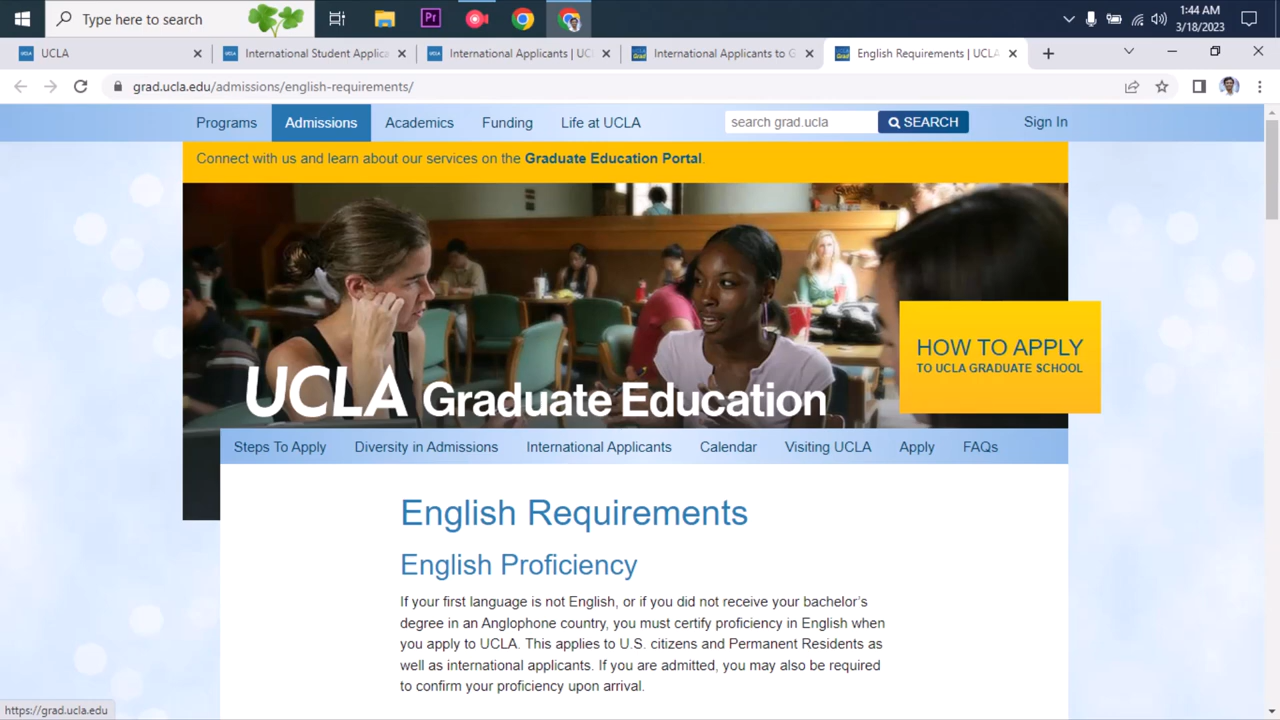 Type here to search
Pr
1:44 AM
3/18/2023
UCLA
International Student Applica
International Applicants | UC
International Applicants to G
English Requirements | UCLA
grad.ucla.edu/admissions/english-requirements/
Programs
Admissions
Academics
Funding
Life at UCLA
search grad.ucla
SEARCH
Sign In
Connect with us and learn about our services on the Graduate Education Portal.
HOW TO APPLY
TO UCLA GRADUATE SCHOOL
UCLA Graduate Education
Steps To Apply
Diversity in Admissions
International Applicants
Calendar
Visiting UCLA
Apply
FAQs
English Requirements
English Proficiency
If your first language is not English, or if you did not receive your bachelor's
degree in an Anglophone country, you must certify proficiency in English when
you apply to UCLA. This applies to U.S. citizens and Permanent Residents as
well as international applicants. If you are admitted, you may also be required
to confirm your proficiency upon arrival.
https://grad.ucla.edu